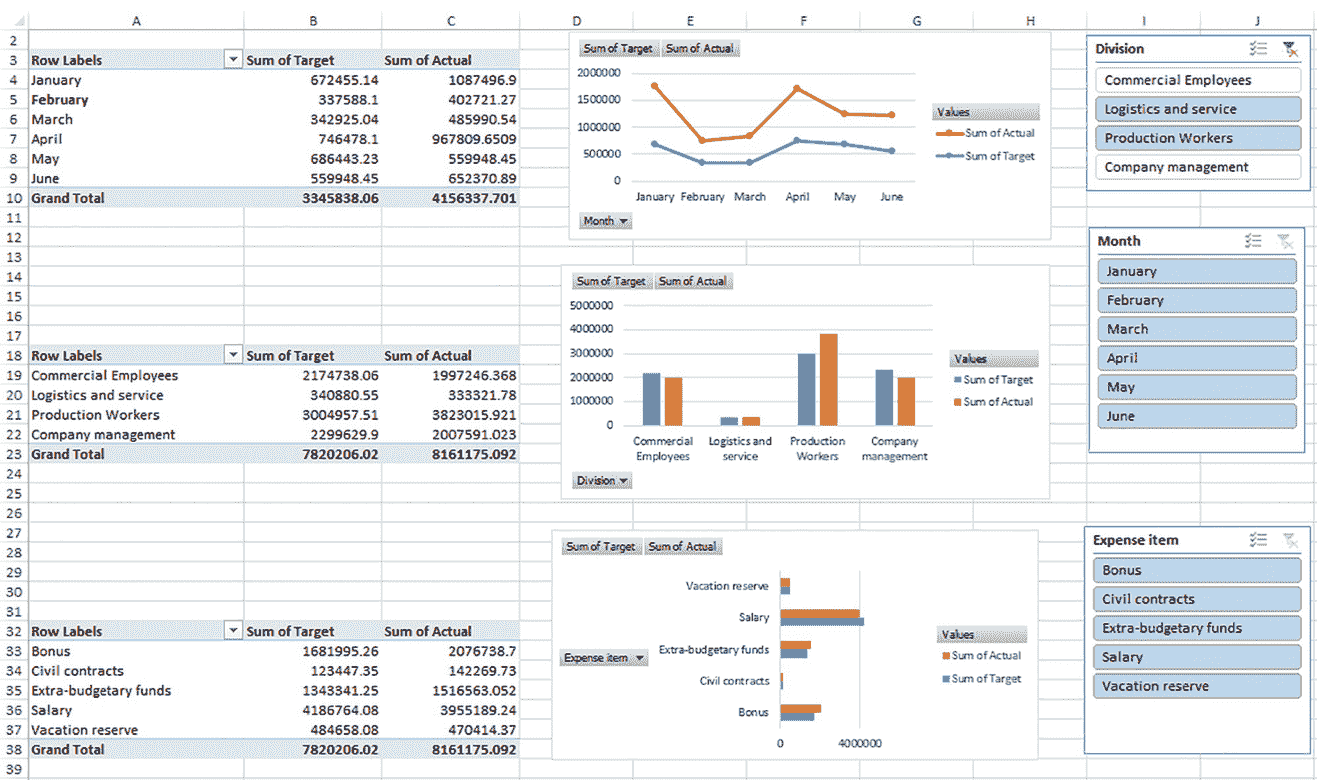 A B C D E F G H I J
2
3 Row Labels Sum of Target Sum of Actual
4 January 672455.14 1087496.9
5 February 337588.1 402721.27
6 March 342925.04 485990.54
7 April 746478.1 967809.6509
8 May 686443.23 559948.45
9 June 559948.45 652370.89
10 Grand Total 3345838.06 4156337.701
11
12
13
14
15
16
17
18 Row Labels Sum of Target Sum of Actual
19 Commercial Employees 2174738.06 1997246.368
20 Logistics and service 340880.55 333321.78
21 Production Workers 3004957.51 3823015.921
22 Company management 2299629.9 2007591.023
23 Grand Total 7820206.02 8161175.092
24
25
26
27
28
29
30
31
32 Row Labels Sum of Target Sum of Actual
33 Bonus 1681995.26 2076738.7
34 Civil contracts 123447.35 142269.73
35 Extra-budgetary funds 1343341.25 1516563.052
36 Salary 4186764.08 3955189.24
37 Vacation reserve 484658.08 470414.37
38 Grand Total 7820206.02 8161175.092
39
Sum of Target Sum of Actual
2000000
1500000
1000000
500000
0
January February March April May June
Values
Sum of Actual
Sum of Target
Month
Sum of Target Sum of Actual
5000000
4000000
3000000
2000000
1000000
0
Commercial Employees
Logistics and service
Production Workers
Company management
Values
Sum of Target
Sum of Actual
Division
Sum of Target Sum of Actual
Vacation reserve
Salary
Extra-budgetary funds
Civil contracts
Bonus
0 4000000
Expense item
Values
Sum of Actual
Sum of Target
Division
Commercial Employees
Logistics and service
Production Workers
Company management
Month
January
February
March
April
May
June
Expense item
Bonus
Civil contracts
Extra-budgetary funds
Salary
Vacation reserve